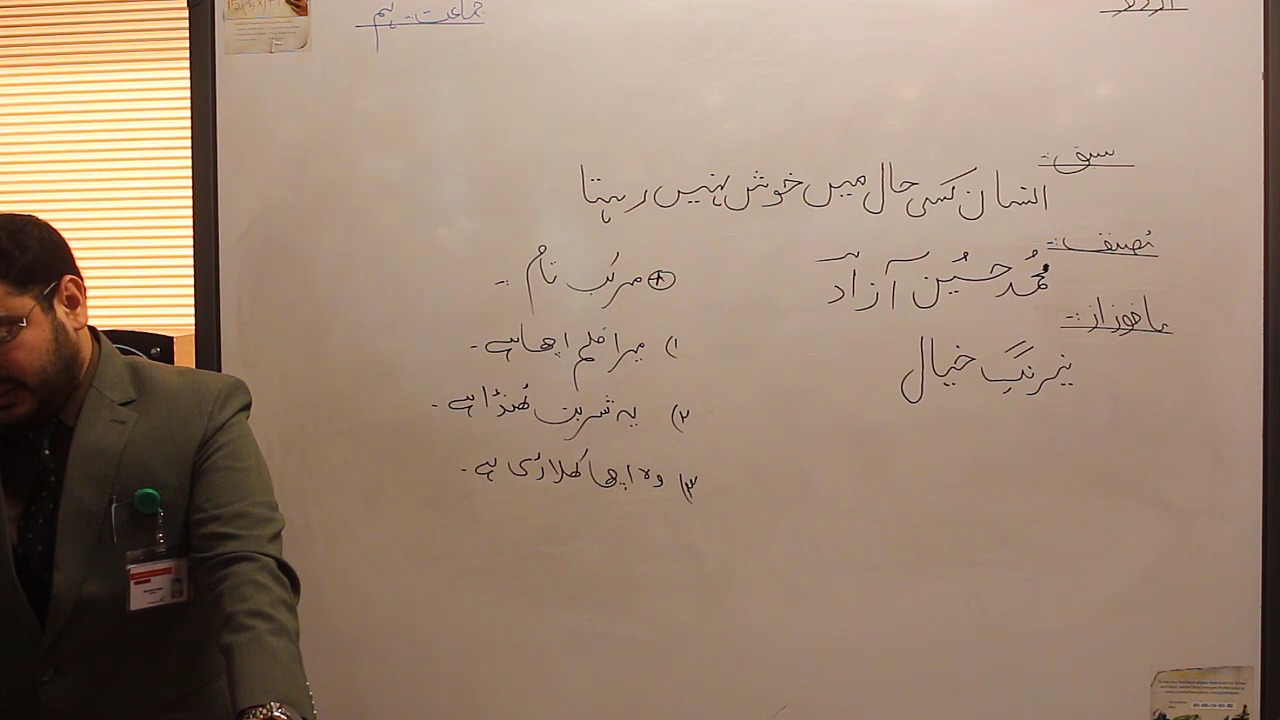 اردو
جماعت:- نہم
سبق:-
انسان کسی حال میں خوش نہیں رہتا
مصنف:-
محمد حسین آزاد
ماخوذ از:-
نیرنگِ خیال
مرکب تام:-
۱) میرا قلم اچھا ہے۔
۲) یہ شربت ٹھنڈا ہے۔
۳) وہ اچھا کھلاڑی ہے۔